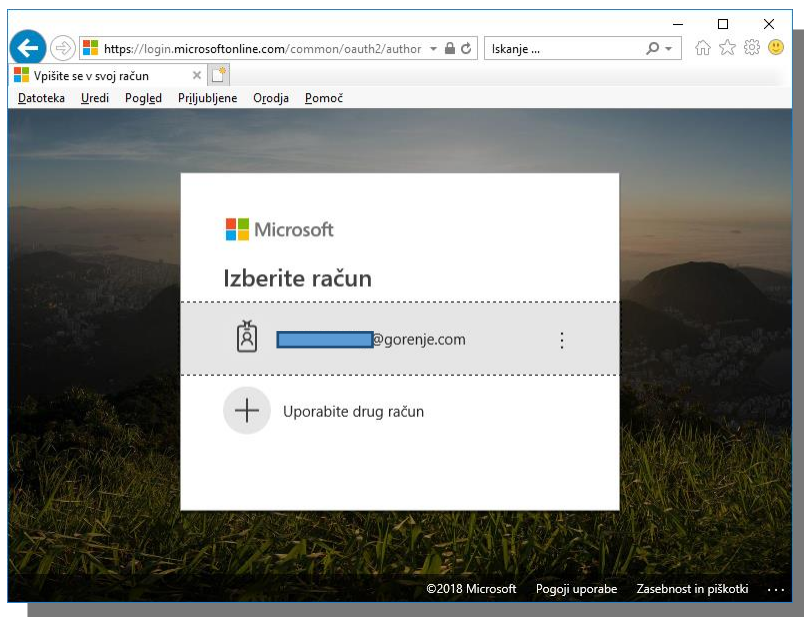 https://login.microsoftonline.com/common/oauth2/author
Iskanje ...
Vpišite se v svoj račun
Datoteka Uredi Pogled Priljubljene Orodja Pomoč
Microsoft
Izberite račun
@gorenje.com
Uporabite drug račun
©2018 Microsoft Pogoji uporabe Zasebnost in piškotki ...